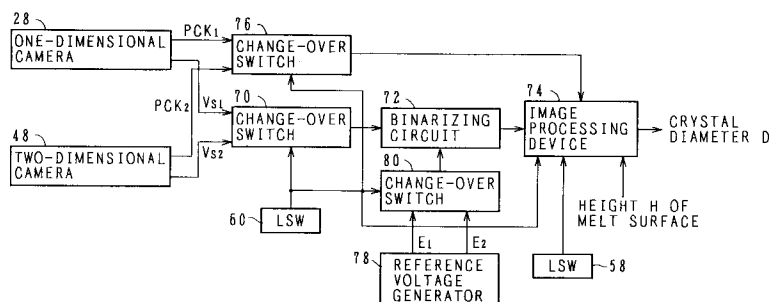 28
ONE-DIMENSIONAL
CAMERA
PCK1
76
CHANGE-OVER
SWITCH
PCK2
VS1
70
CHANGE-OVER
SWITCH
72
BINARIZING
CIRCUIT
74
IMAGE
PROCESSING
DEVICE
CRYSTAL
DIAMETER D
48
TWO-DIMENSIONAL
CAMERA
VS2
80
CHANGE-OVER
SWITCH
60
LSW
E1
E2
HEIGHT H OF
MELT SURFACE
78
REFERENCE
VOLTAGE
GENERATOR
LSW
58